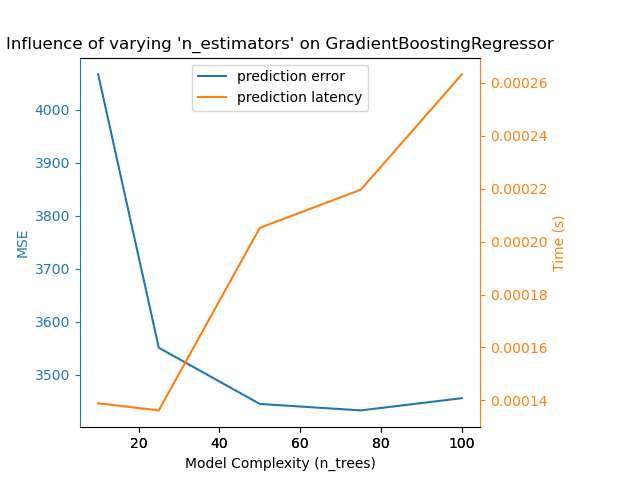 Influence of varying 'n_estimators' on GradientBoostingRegressor
prediction error
prediction latency
4000
3900
3800
3700
3600
3500
MSE
0.00026
0.00024
0.00022
0.00020
0.00018
0.00016
0.00014
Time (s)
20 40 60 80 100
Model Complexity (n_trees)